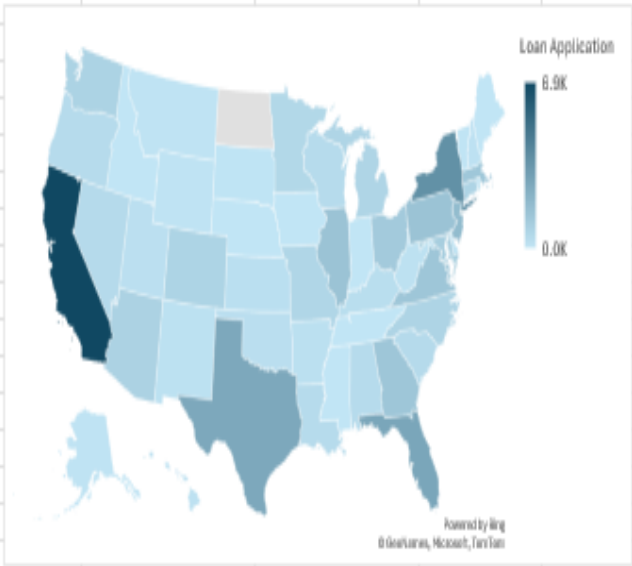 Loan Application
6.9K
0.0K
Powered by Bing
© GeoNames, Microsoft, TomTom